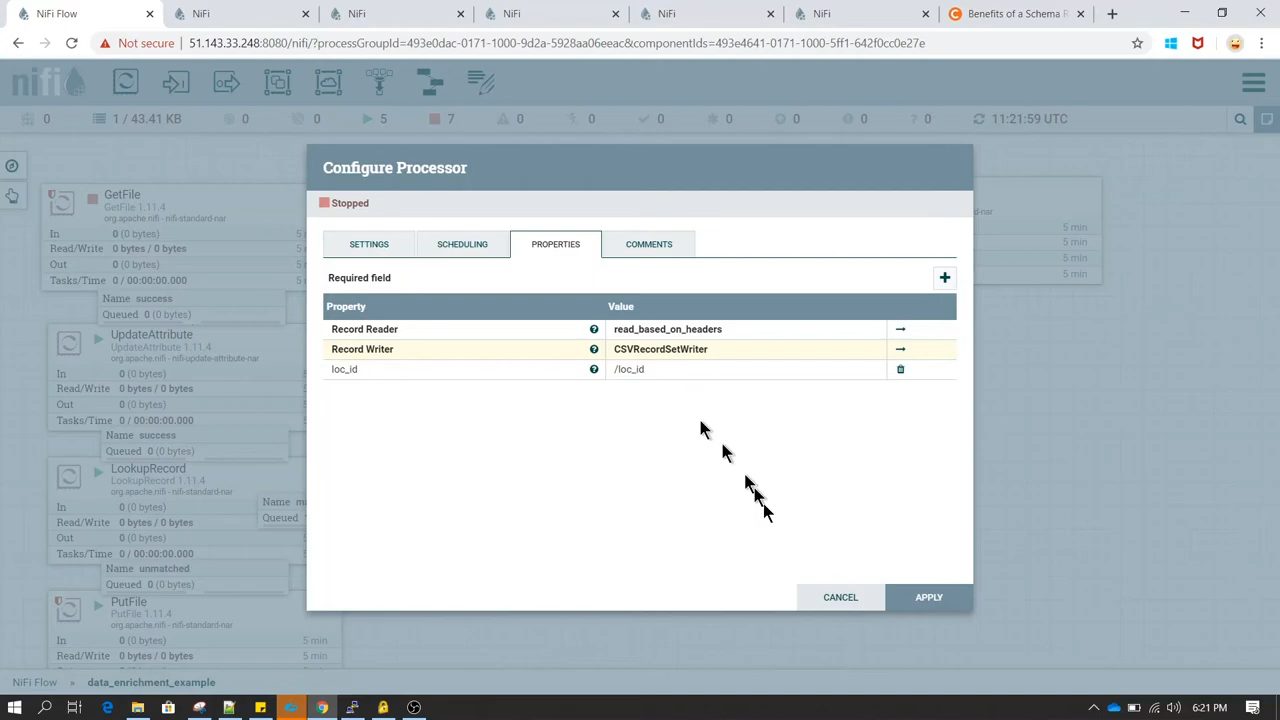 NiFi Flow
NiFi
NiFi
NiFi
NiFi
NiFi
Benefits of a Schema Re
Not secure
51.143.33.248:8080/nifi/?processGroupId=493e0dac-0171-1000-9d2a-5928aa06eeac&componentIds=493e4641-0171-1000-5ff1-642f0cc0e27e
nifi
0
1 / 43.41 KB
0
0
5
7
0
0
0
0
0
0
0
11:21:59 UTC
Configure Processor
Stopped
SETTINGS
SCHEDULING
PROPERTIES
COMMENTS
Required field
Property
Value
Record Reader
read_based_on_headers
Record Writer
CSVRecordSetWriter
loc_id
/loc_id
CANCEL
APPLY
GetFile
GetFile 1.11.4
org.apache.nifi - nifi-standard-nar
In 0 (0 bytes)
Read/Write 0 bytes / 0 bytes
Out 0 (0 bytes)
Tasks/Time 0 / 00:00:00.000
Name success
Queued 0 (0 bytes)
UpdateAttribute
UpdateAttribute 1.11.4
org.apache.nifi - nifi-update-attribute-nar
In 0 (0 bytes)
Read/Write 0 bytes / 0 bytes
Out 0 (0 bytes)
Tasks/Time 0 / 00:00:00.000
Name success
Queued 0 (0 bytes)
LookupRecord
LookupRecord 1.11.4
org.apache.nifi - nifi-standard-nar
In 0 (0 bytes)
Read/Write 0 bytes / 0 bytes
Out 0 (0 bytes)
Tasks/Time 0 / 00:00:00.000
Name unmatched
Queued 0 (0 bytes)
PutFile
PutFile 1.11.4
org.apache.nifi - nifi-standard-nar
In 0 (0 bytes) 5 min
Read/Write 0 bytes / 0 bytes 5 min
Name
Queued
d-nar
5 min
5 min
5 min
5 min
NiFi Flow » data_enrichment_example
6:21 PM